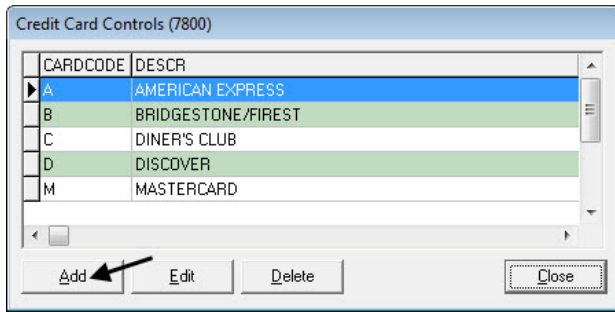 Credit Card Controls (7800)
CARDCODE DESCR
A AMERICAN EXPRESS
B BRIDGESTONE/FIREST
C DINER'S CLUB
D DISCOVER
M MASTERCARD
Add Edit Delete Close